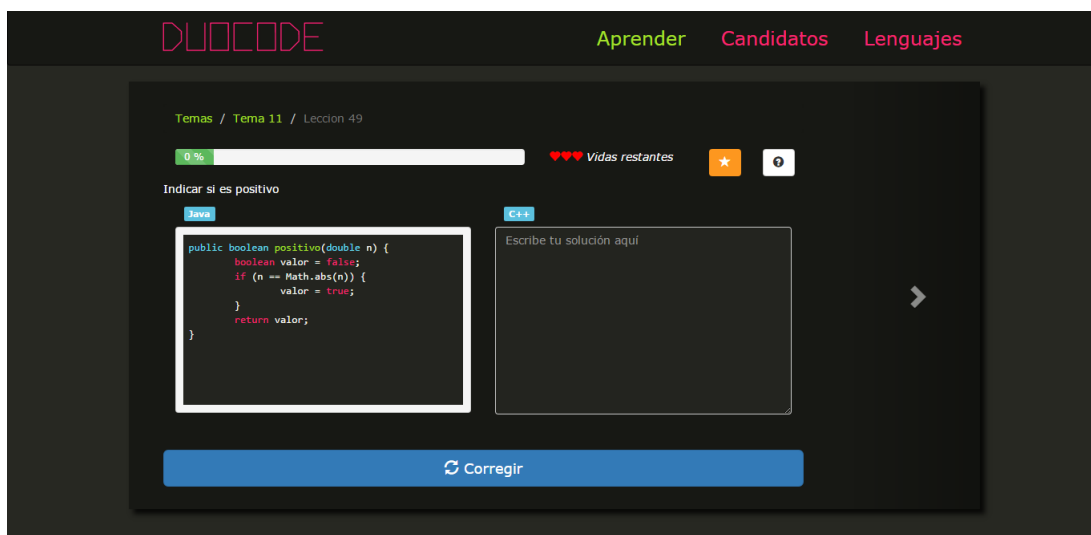 DUOCODE
Aprender Candidatos Lenguajes
Temas / Tema 11 / Leccion 49
0 %
Vidas restantes
Indicar si es positivo
Java
public boolean positivo(double n) {
boolean valor = false;
if (n == Math.abs(n)) {
valor = true;
}
return valor;
}
C++
Escribe tu solución aquí
Corregir